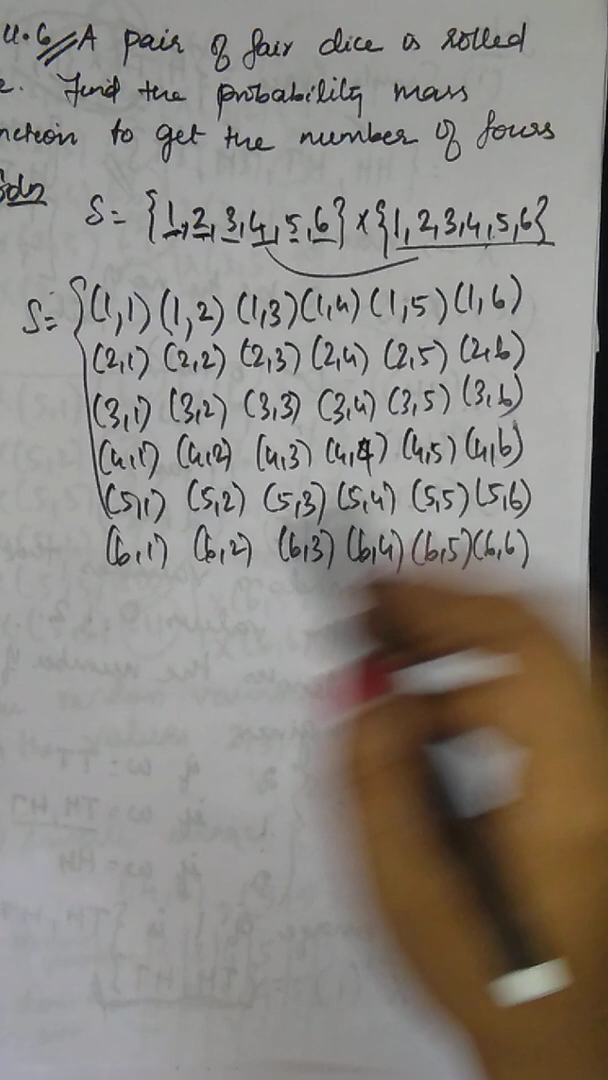 4.6 A pair of fair dice is rolled
e. Find the probability mass
nction to get the number of fours
Soln
S = {1,2,3,4,5,6} x {1,2,3,4,5,6}
S = {(1,1) (1,2) (1,3) (1,4) (1,5) (1,6)
(2,1) (2,2) (2,3) (2,4) (2,5) (2,6)
(3,1) (3,2) (3,3) (3,4) (3,5) (3,6)
(4,1) (4,2) (4,3) (4,4) (4,5) (4,6)
(5,1) (5,2) (5,3) (5,4) (5,5) (5,6)
(6,1) (6,2) (6,3) (6,4) (6,5) (6,6)